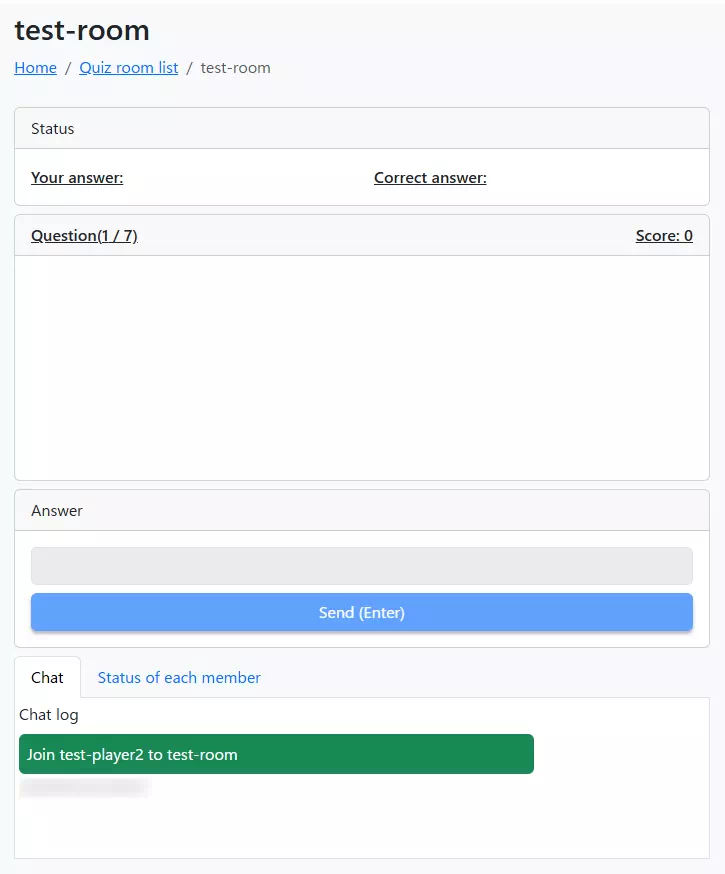 test-room
Home / Quiz room list / test-room
Status
Your answer: Correct answer:
Question(1 / 7) Score: 0
Answer
Send (Enter)
Chat Status of each member
Chat log
Join test-player2 to test-room